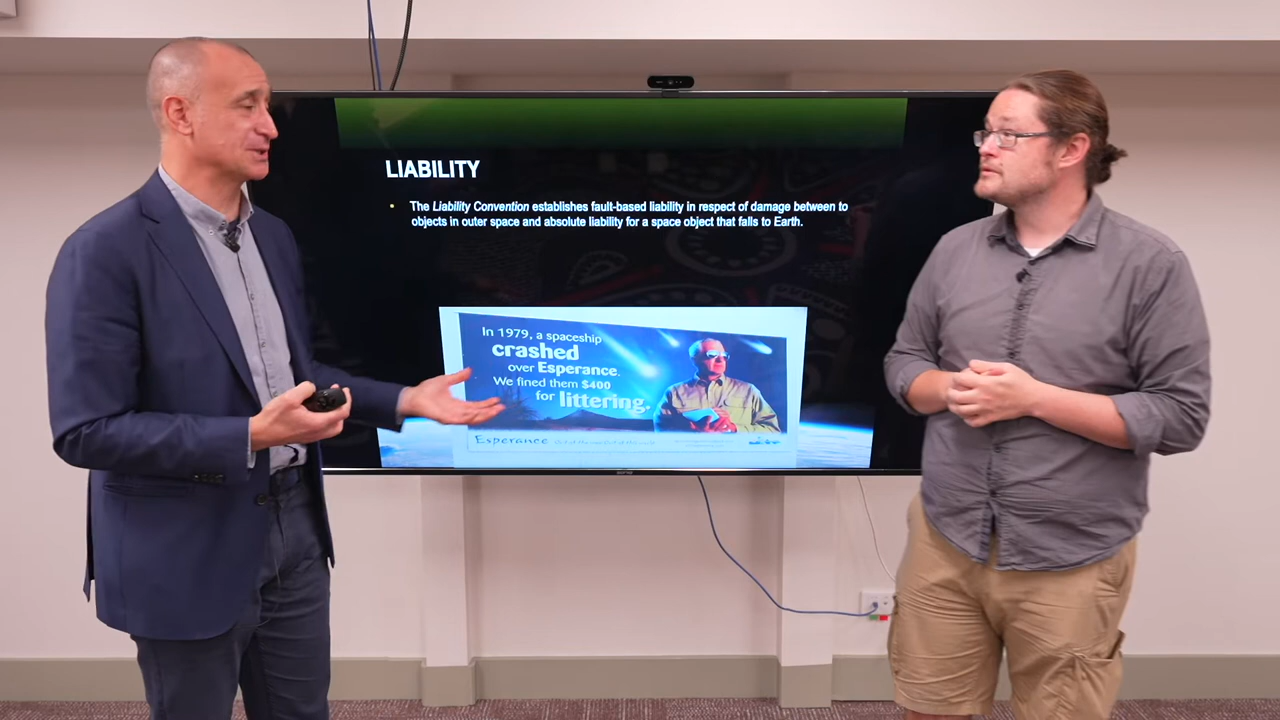 LIABILITY
• The Liability Convention establishes fault-based liability in respect of damage between to
objects in outer space and absolute liability for a space object that falls to Earth.
In 1979, a spaceship
crashed
over Esperance.
We fined them $400
for littering.
Esperance